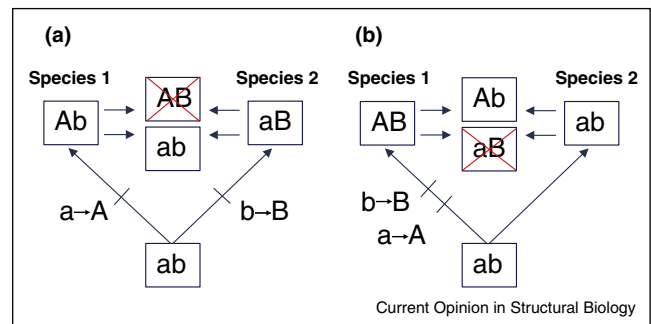 (a)
Species 1
Species 2
AB
Ab
aB
ab
a→A
b→B
ab
(b)
Species 1
Species 2
Ab
AB
ab
aB
b→B
a→A
ab
Current Opinion in Structural Biology